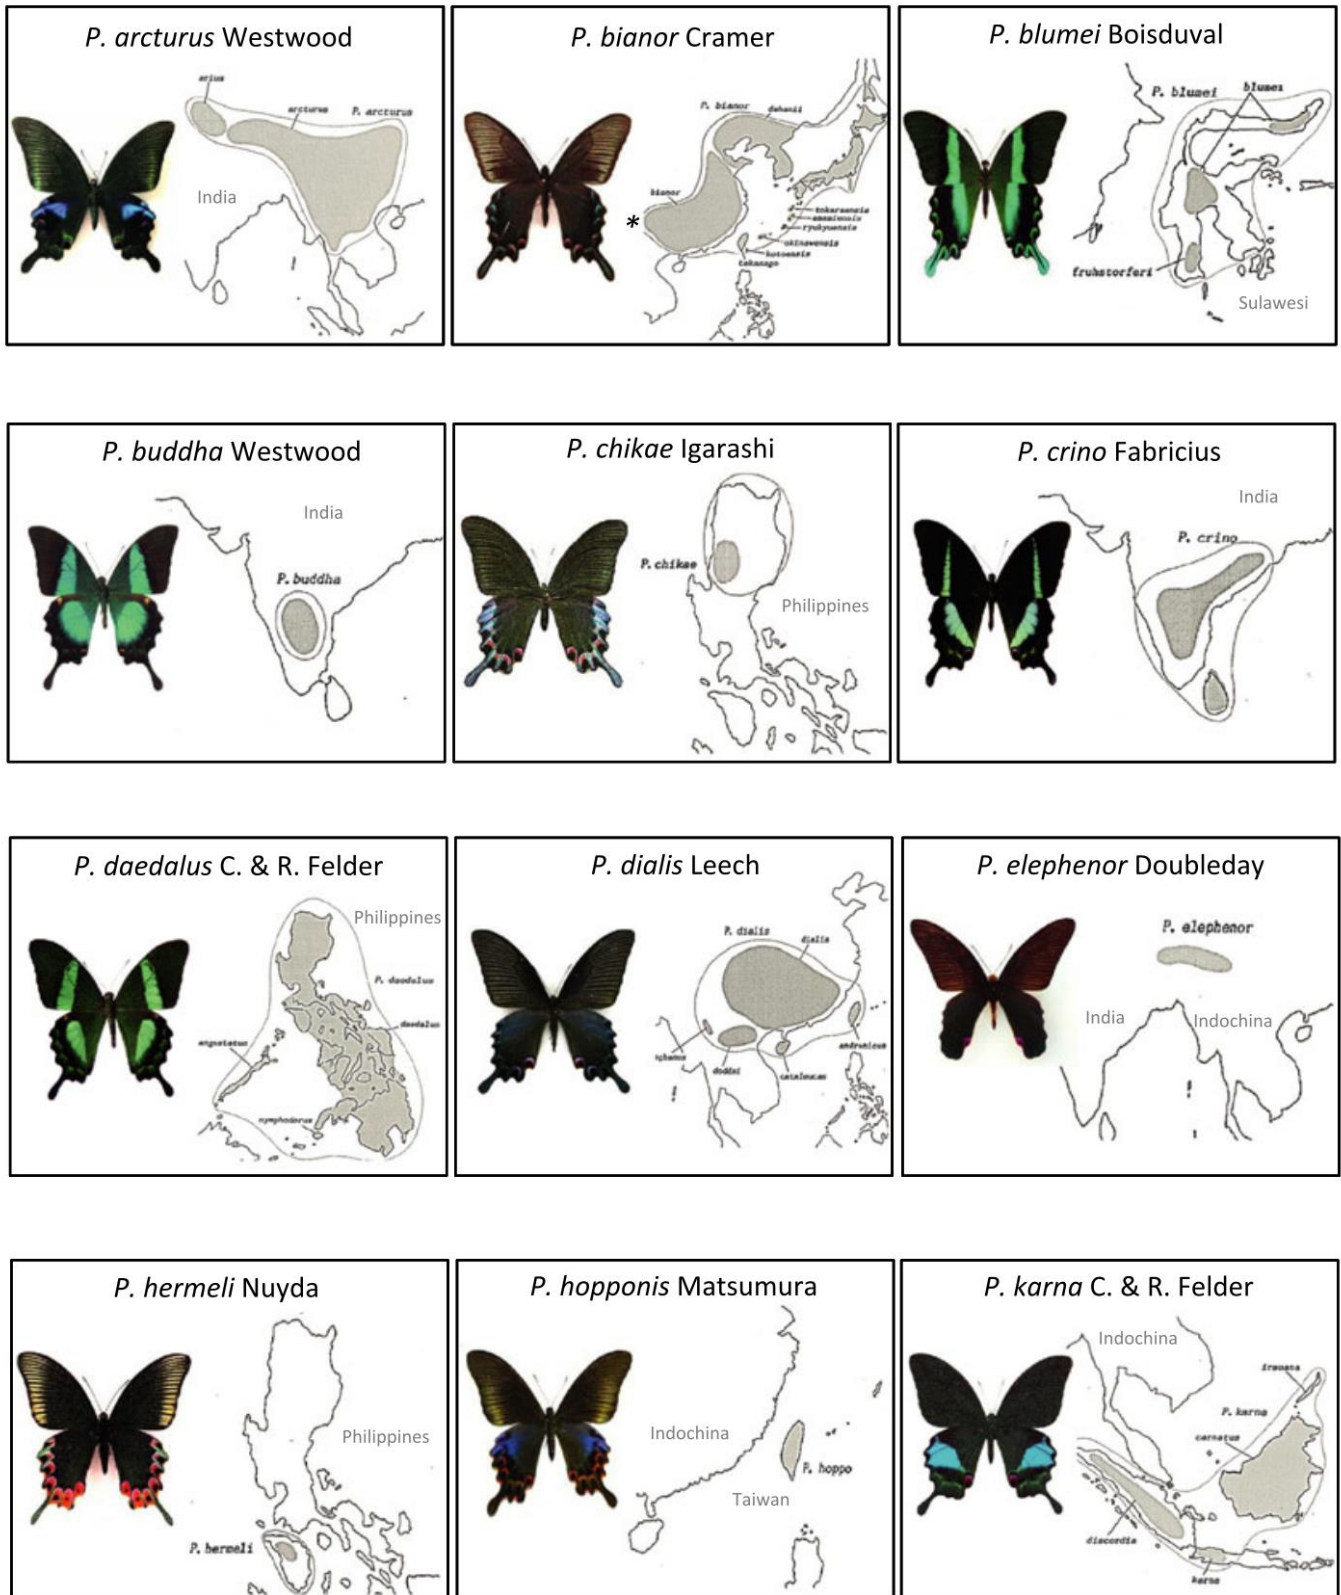 P. arcturus Westwood
arius
arcturus
P. arcturus
India
P. bianor Cramer
P. bianor
dehanii
bianor
*
tokaraensis
amamiensis
ryukyuensis
okinawensis
kotoensis
takasago
P. blumei Boisduval
P. blumei
blumei
fruhstorferi
Sulawesi
P. buddha Westwood
India
P. buddha
P. chikae Igarashi
P. chikae
Philippines
P. crino Fabricius
India
P. crino
P. daedalus C. & R. Felder
Philippines
P. daedalus
daedalus
angustatus
nymphodorus
P. dialis Leech
P. dialis
dialis
doddsi
cataleucas
andronicus
P. elephenor Doubleday
P. elephenor
India
Indochina
P. hermeli Nuyda
Philippines
P. hermeli
P. hopponis Matsumura
Indochina
P. hoppo
Taiwan
P. karna C. & R. Felder
Indochina
irauana
P. karna
carnatus
discordia
karna